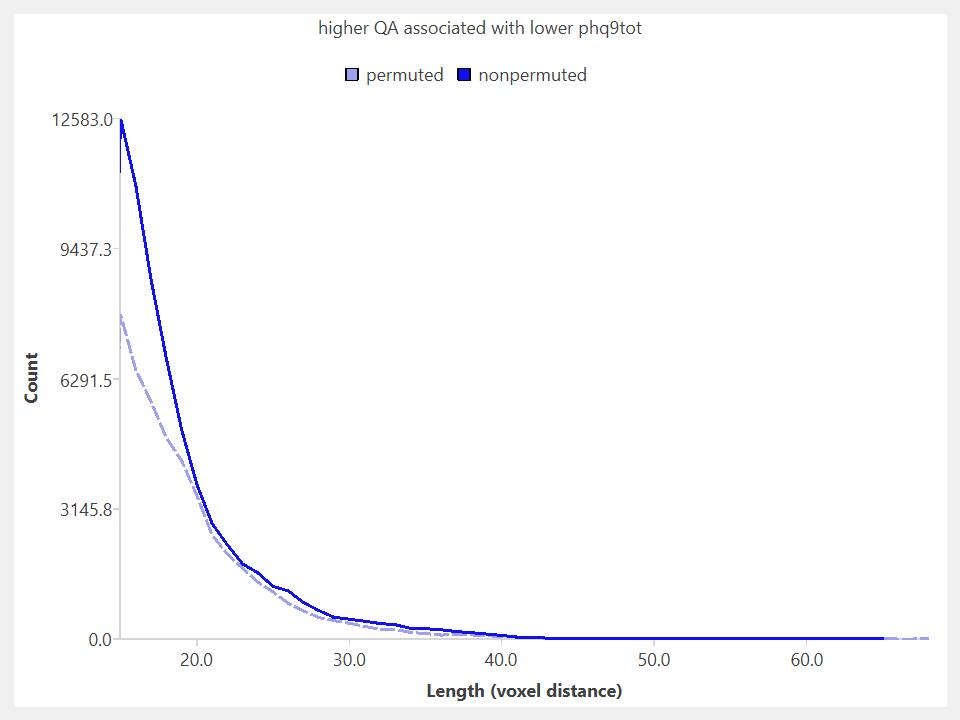 higher QA associated with lower phq9tot
permuted nonpermuted
12583.0
9437.3
6291.5
3145.8
0.0
Count
20.0 30.0 40.0 50.0 60.0
Length (voxel distance)